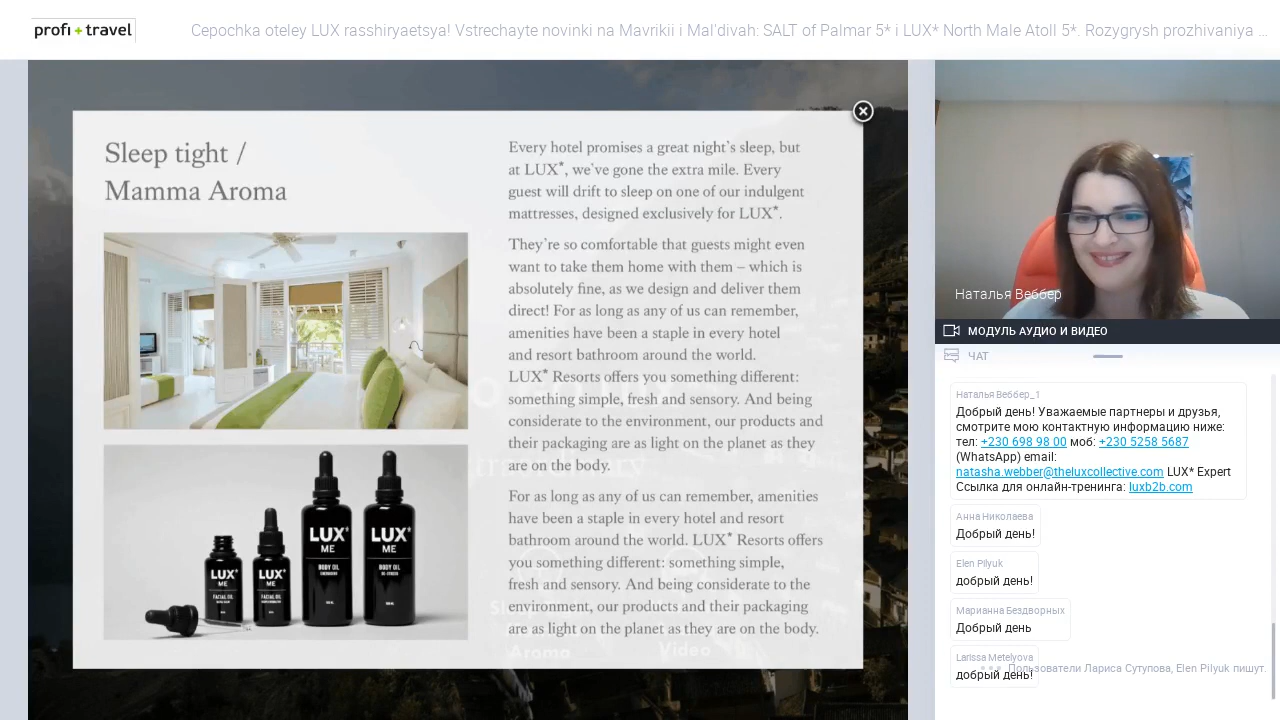 profi + travel
Cepochka oteley LUX rasshiryaetsya! Vstrechayte novinki na Mavrikii i Mal'divah: SALT of Palmar 5* i LUX* North Male Atoll 5*. Rozygrysh prozhivaniya ...
Sleep tight /
Mamma Aroma
Every hotel promises a great night's sleep, but
at LUX*, we've gone the extra mile. Every
guest will drift to sleep on one of our indulgent
mattresses, designed exclusively for LUX*.
They're so comfortable that guests might even
want to take them home with them – which is
absolutely fine, as we design and deliver them
direct! For as long as any of us can remember,
amenities have been a staple in every hotel
and resort bathroom around the world.
LUX* Resorts offers you something different:
something simple, fresh and sensory. And being
considerate to the environment, our products and
their packaging are as light on the planet as they
are on the body.
For as long as any of us can remember, amenities
have been a staple in every hotel and resort
bathroom around the world. LUX* Resorts offers
you something different: something simple,
fresh and sensory. And being considerate to the
environment, our products and their packaging
are as light on the planet as they are on the body.
LUX*
ME
FACIAL OIL
LUX*
ME
FACIAL OIL
LUX*
ME
BODY OIL
LUX*
ME
BODY OIL
Aroma
Video
Наталья Веббер
МОДУЛЬ АУДИО И ВИДЕО
ЧАТ
Наталья Веббер_1
Добрый день! Уважаемые партнеры и друзья,
смотрите мою контактную информацию ниже:
тел: +230 698 98 00 моб: +230 5258 5687
(WhatsApp) email:
natasha.webber@theluxcollective.com LUX* Expert
Ссылка для онлайн-тренинга: luxb2b.com
Анна Николаева
Добрый день!
Elen Pilyuk
добрый день!
Марианна Бездворных
Добрый день
Larissa Metelyova
добрый день!
Пользователи Лариса Сутупова, Elen Pilyuk пишут.